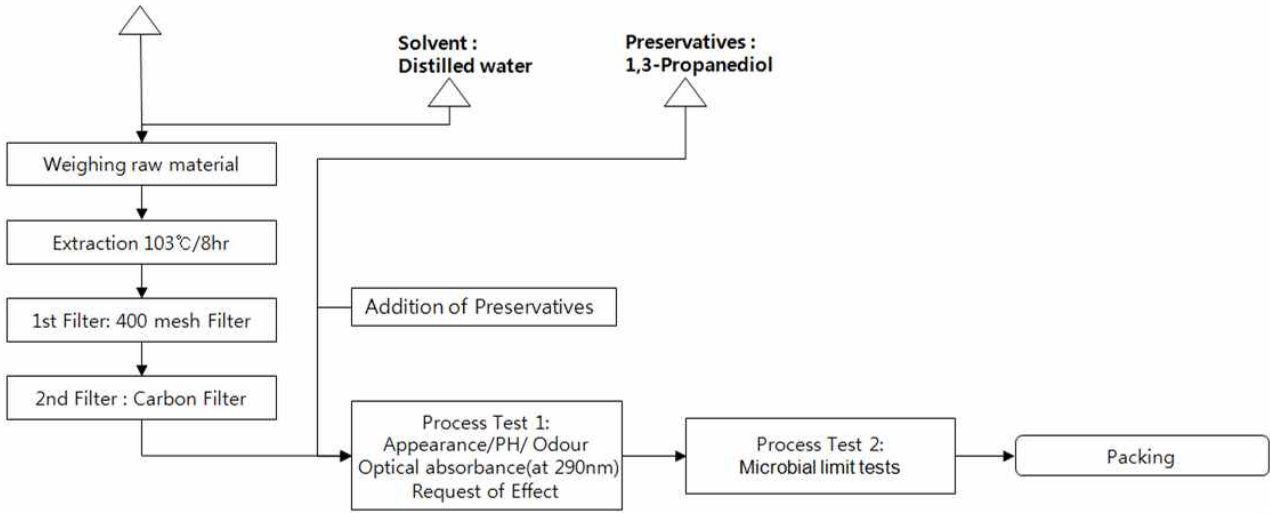 Solvent :
Distilled water
Preservatives :
1,3-Propanediol
Weighing raw material
Extraction 103℃/8hr
1st Filter: 400 mesh Filter
Addition of Preservatives
2nd Filter : Carbon Filter
Process Test 1:
Appearance/PH/ Odour
Optical absorbance(at 290nm)
Request of Effect
Process Test 2:
Microbial limit tests
Packing